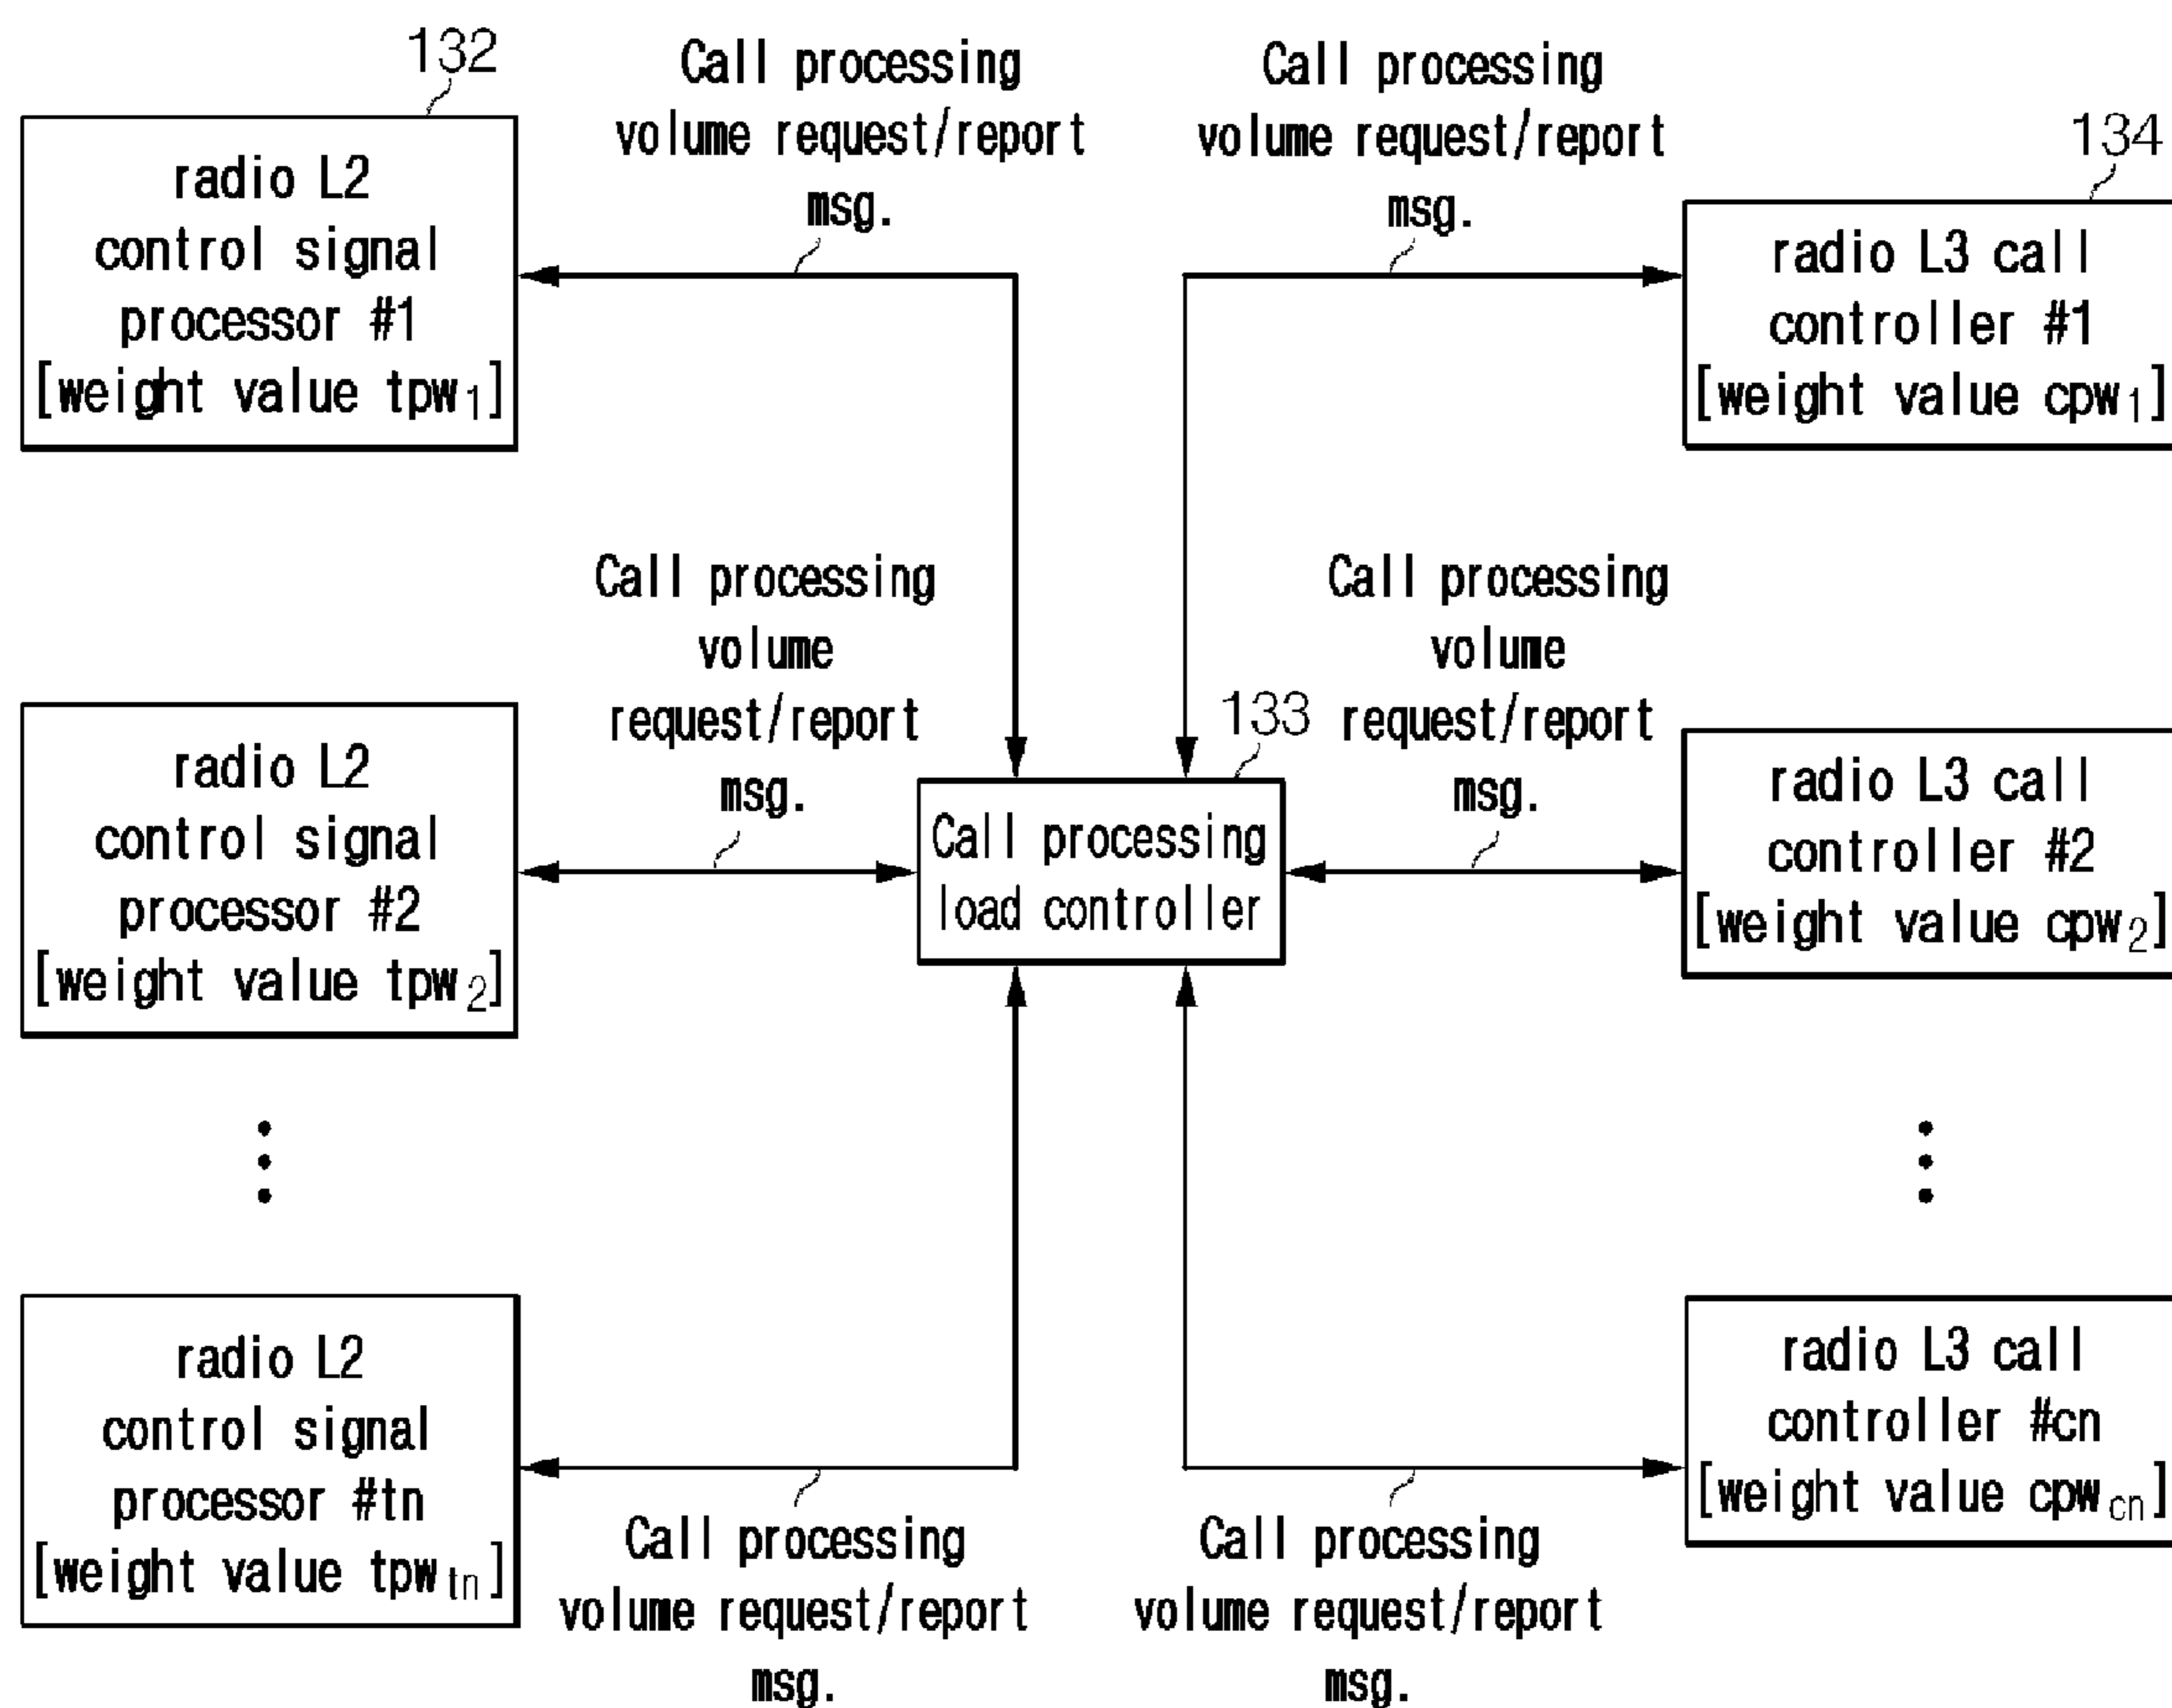 132
Call processing
volume request/report
msg.
Call processing
volume request/report
msg.
134
radio L2
control signal
processor #1
[weight value tpw1]
radio L3 call
controller #1
[weight value cpw1]
Call processing
volume
request/report
msg.
133
Call processing
volume
request/report
msg.
radio L2
control signal
processor #2
[weight value tpw2]
Call processing
load controller
radio L3 call
controller #2
[weight value cpw2]
radio L2
control signal
processor #tn
[weight value tpwtn]
radio L3 call
controller #cn
[weight value cpwcn]
Call processing
volume request/report
msg.
Call processing
volume request/report
msg.